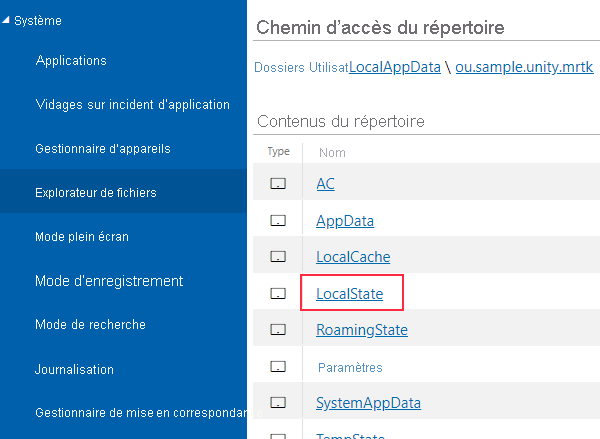 Système
Applications
Vidages sur incident d'application
Gestionnaire d'appareils
Explorateur de fichiers
Mode plein écran
Mode d'enregistrement
Mode de recherche
Journalisation
Gestionnaire de mise en correspondance
Chemin d'accès du répertoire
Dossiers UtilisatLocalAppData \ ou.sample.unity.mrtk
Contenus du répertoire
Type Nom
AC
AppData
LocalCache
LocalState
RoamingState
Paramètres
SystemAppData
TempState